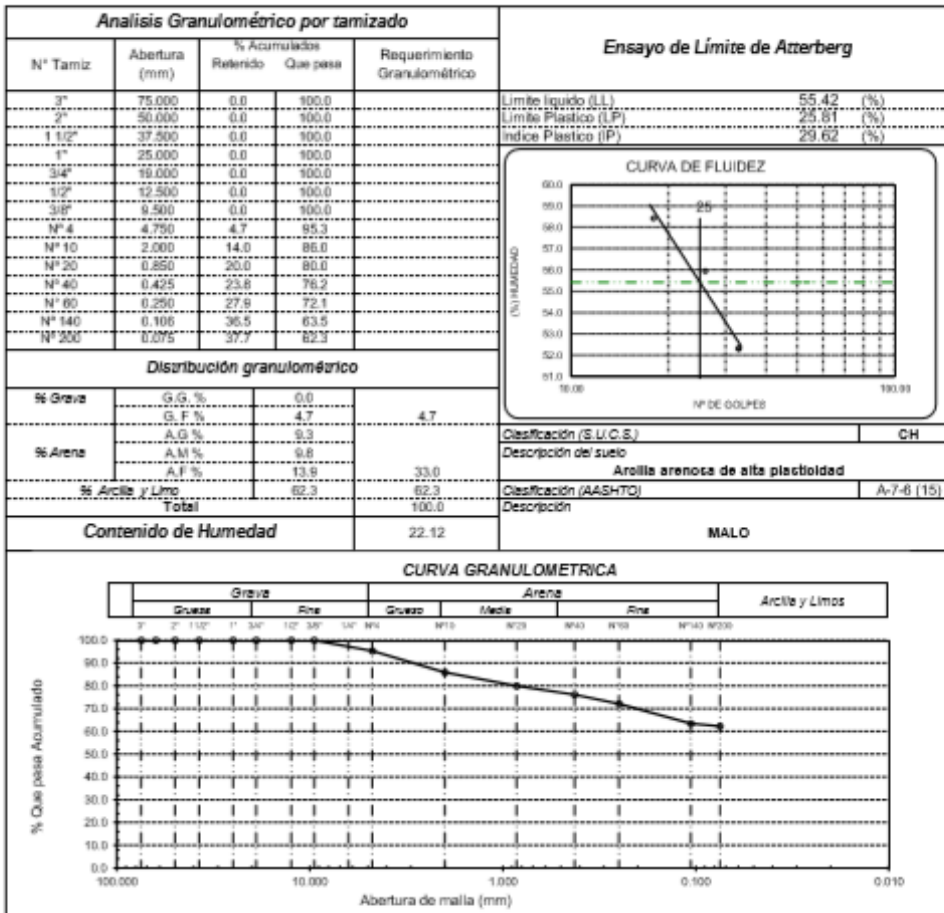 Analisis Granulométrico por tamizado
N° Tamiz Abertura (mm) % Acumulados Retenido Que pasa Requerimiento Granulométrico
3" 75.000 0.0 100.0
2" 50.000 0.0 100.0
1 1/2" 37.500 0.0 100.0
1" 25.000 0.0 100.0
3/4" 19.000 0.0 100.0
1/2" 12.500 0.0 100.0
3/8" 9.500 0.0 100.0
N° 4 4.750 4.7 95.3
N° 10 2.000 14.0 86.0
N° 20 0.850 20.0 80.0
N° 40 0.425 23.8 76.2
N° 60 0.250 27.9 72.1
N° 140 0.106 36.5 63.5
N° 200 0.075 37.7 62.3
Distribución granulométrico
% Grava G.G. % 0.0
G. F % 4.7 4.7
% Arena A.G % 9.3
A.M % 9.8
A.F % 13.9 33.0
% Arcilla y Limo 62.3 62.3
Total 100.0
Contenido de Humedad 22.12
Ensayo de Límite de Atterberg
Limite liquido (LL) 55.42 (%)
Limite Plastico (LP) 25.81 (%)
Indice Plastico (IP) 29.62 (%)
CURVA DE FLUIDEZ
(%) HUMEDAD
60.0
59.0
58.0
56.0
55.0
54.0
53.0
52.0
51.0
25
10.00 100.00
N° DE GOLPES
Clasificación (S.U.C.S.) CH
Descripción del suelo
Arcilla arenosa de alta plasticidad
Clasificación (AASHTO) A-7-6 (15)
Descripción
MALO
CURVA GRANULOMETRICA
Grava Arena Arcilla y Limos
Gruesa Fina Grueso Media Fina
3" 2" 1 1/2" 1" 3/4" 1/2" 3/8" 1/4" N°4 N°10 N°20 N°40 N°60 N°140 N°200
% Que pasa Acumulado
100.0
90.0
80.0
70.0
60.0
50.0
40.0
30.0
20.0
10.0
0.0
100.000 10.000 1.000 0.100 0.010
Abertura de malla (mm)